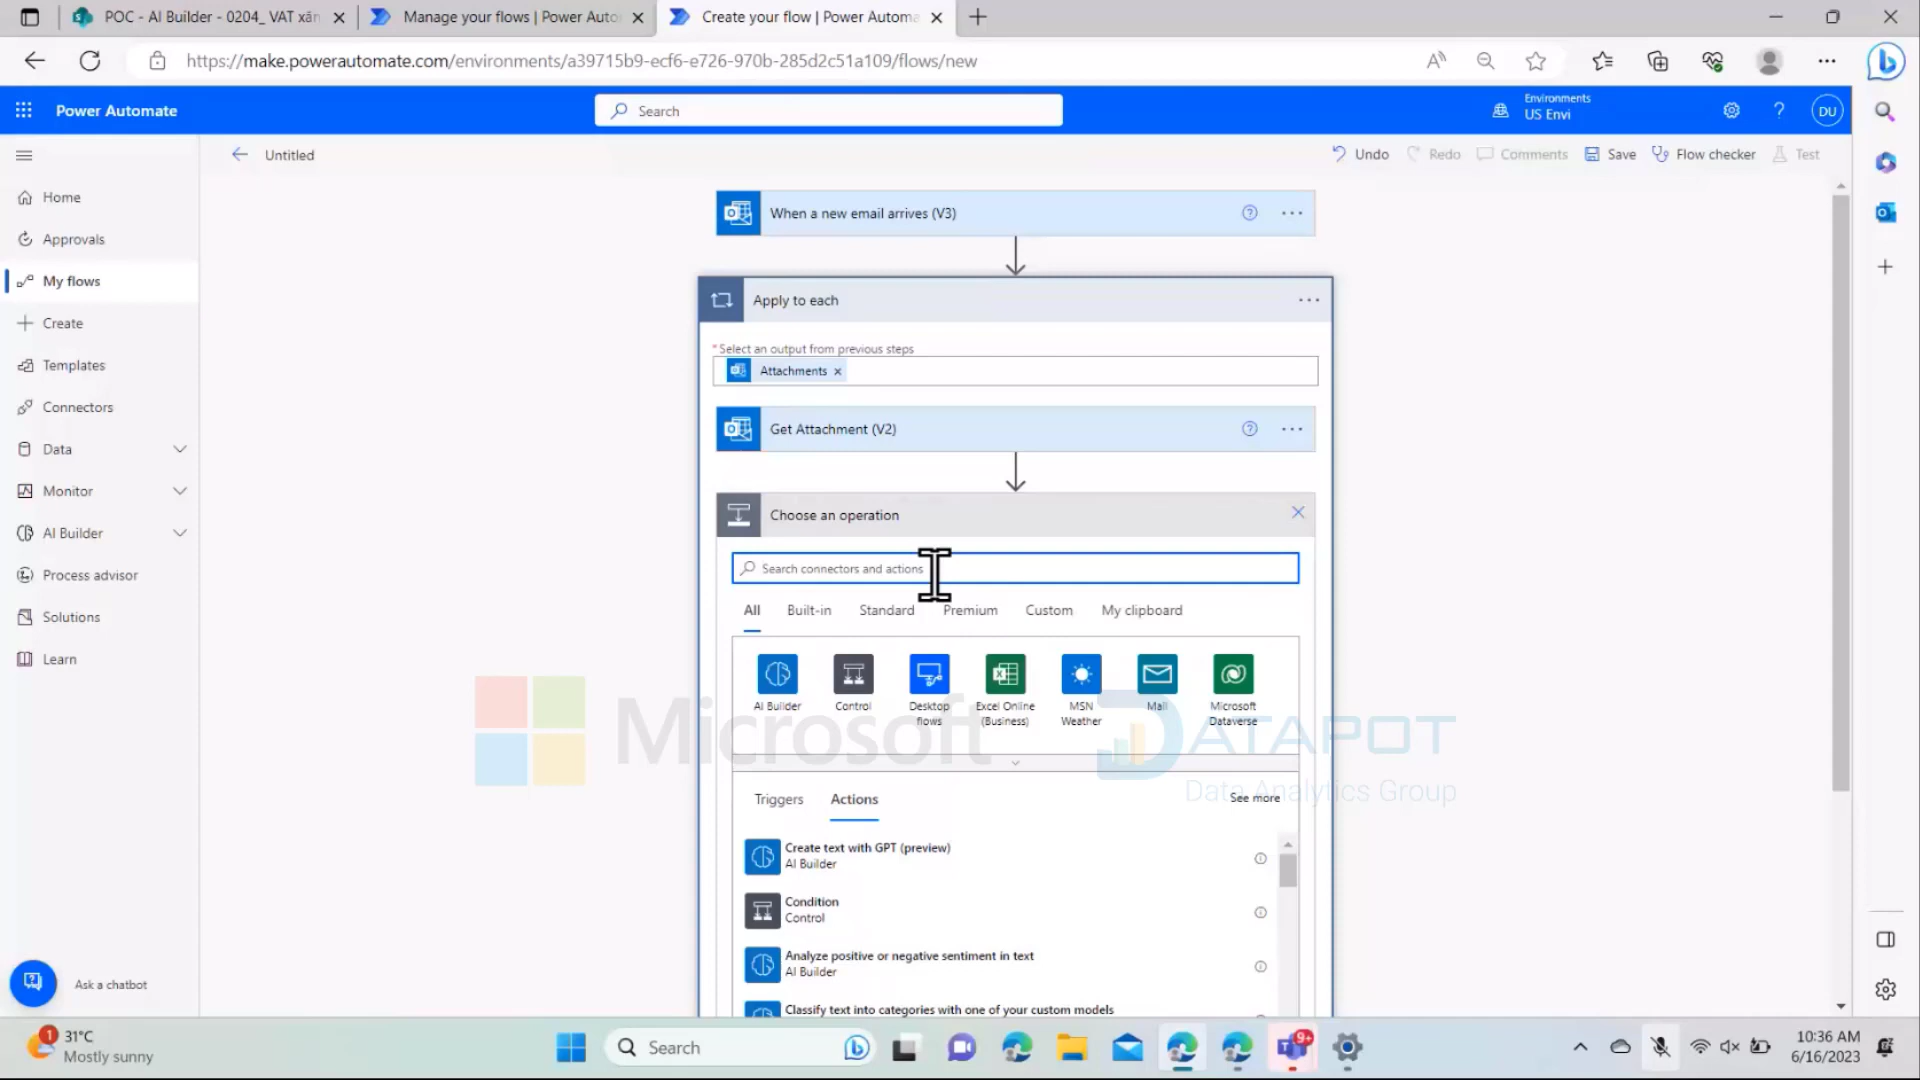 POC - AI Builder - 0204_ VAT xăn
Manage your flows | Power Auto
Create your flow | Power Automa
https://make.powerautomate.com/environments/a39715b9-ecf6-e726-970b-285d2c51a109/flows/new
Power Automate
Search
Environments
US Envi
DU
Untitled
Undo
Redo
Comments
Save
Flow checker
Test
Home
Approvals
My flows
Create
Templates
Connectors
Data
Monitor
AI Builder
Process advisor
Solutions
Learn
Ask a chatbot
When a new email arrives (V3)
Apply to each
* Select an output from previous steps
Attachments
Get Attachment (V2)
Choose an operation
Search connectors and actions
All
Built-in
Standard
Premium
Custom
My clipboard
AI Builder
Control
Desktop flows
Excel Online (Business)
MSN Weather
Mail
Microsoft Dataverse
Microsoft
DATAPOT
Data Analytics Group
Triggers
Actions
See more
Create text with GPT (preview)
AI Builder
Condition
Control
Analyze positive or negative sentiment in text
AI Builder
Classify text into categories with one of your custom models
1
31°C
Mostly sunny
Search
9+
10:36 AM
6/16/2023